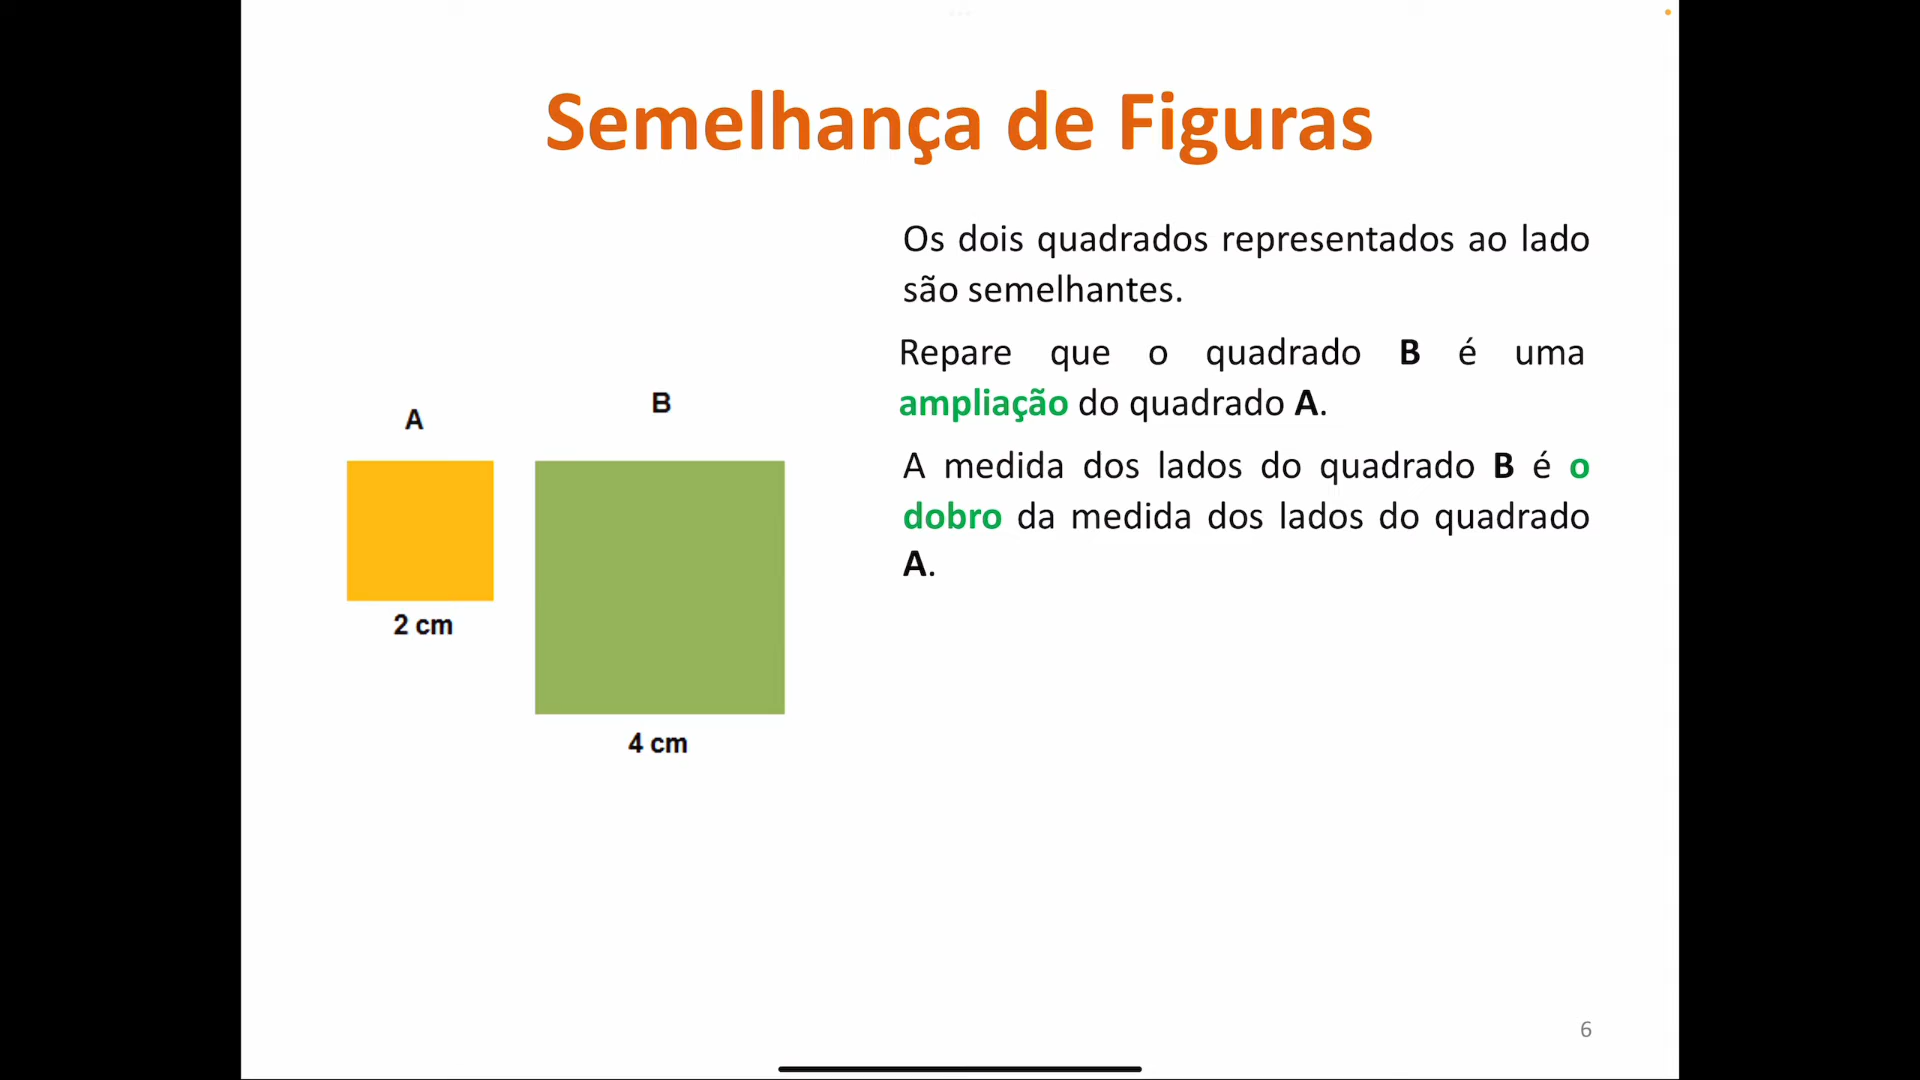 Semelhança de Figuras
Os dois quadrados representados ao lado
são semelhantes.
Repare que o quadrado B é uma
ampliação do quadrado A.
A medida dos lados do quadrado B é o
dobro da medida dos lados do quadrado
A.
A
B
2 cm
4 cm
6